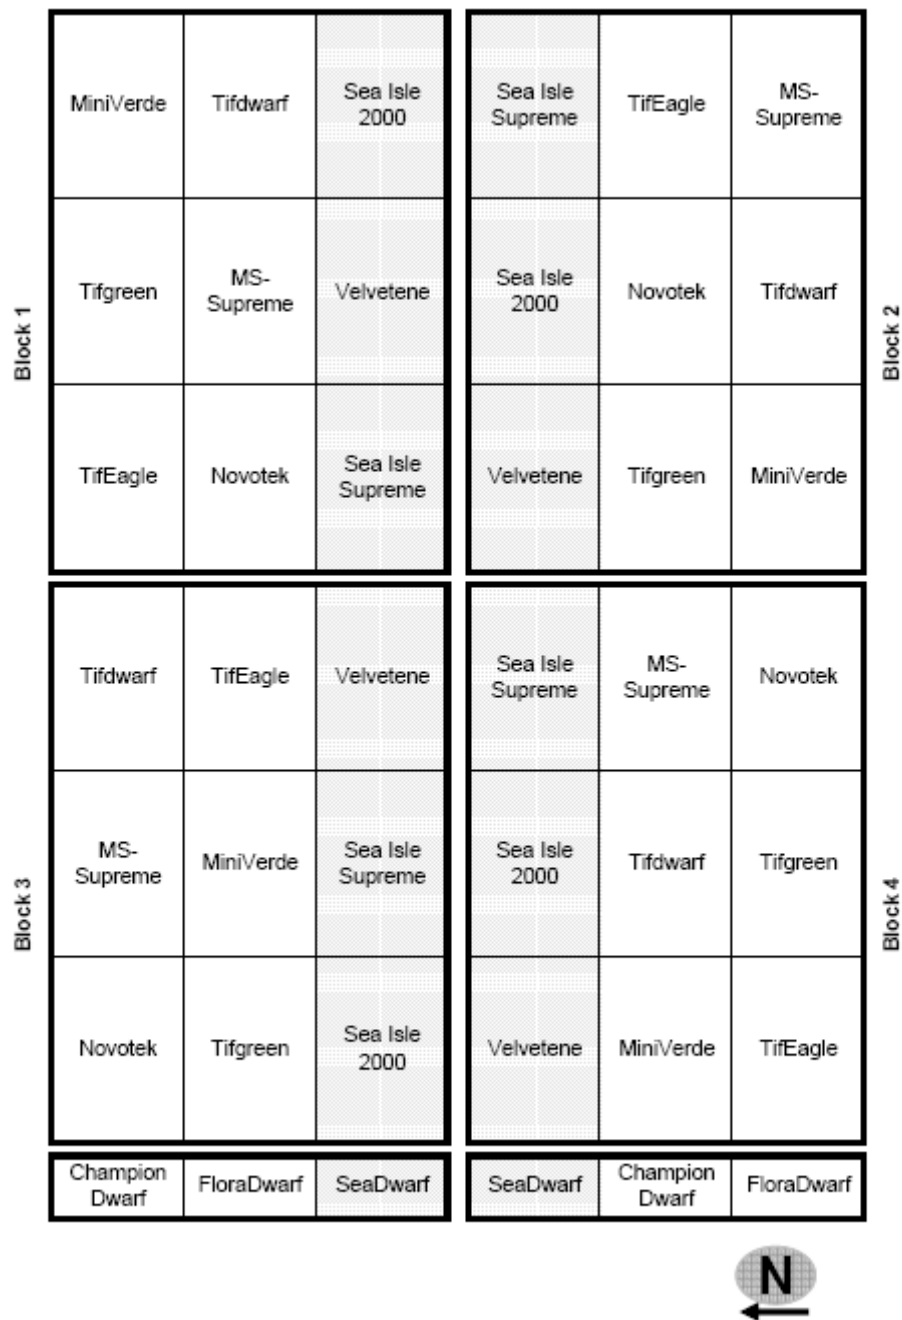 MiniVerde
Tifdwarf
Sea Isle
2000
Sea Isle
Supreme
TifEagle
MS-
Supreme
Block 1
Tifgreen
MS-
Supreme
Velvetene
Sea Isle
2000
Novotek
Tifdwarf
Block 2
TifEagle
Novotek
Sea Isle
Supreme
Velvetene
Tifgreen
MiniVerde
Tifdwarf
TifEagle
Velvetene
Sea Isle
Supreme
MS-
Supreme
Novotek
Block 3
MS-
Supreme
MiniVerde
Sea Isle
Supreme
Sea Isle
2000
Tifdwarf
Tifgreen
Block 4
Novotek
Tifgreen
Sea Isle
2000
Velvetene
MiniVerde
TifEagle
Champion
Dwarf
FloraDwarf
SeaDwarf
SeaDwarf
Champion
Dwarf
FloraDwarf
N